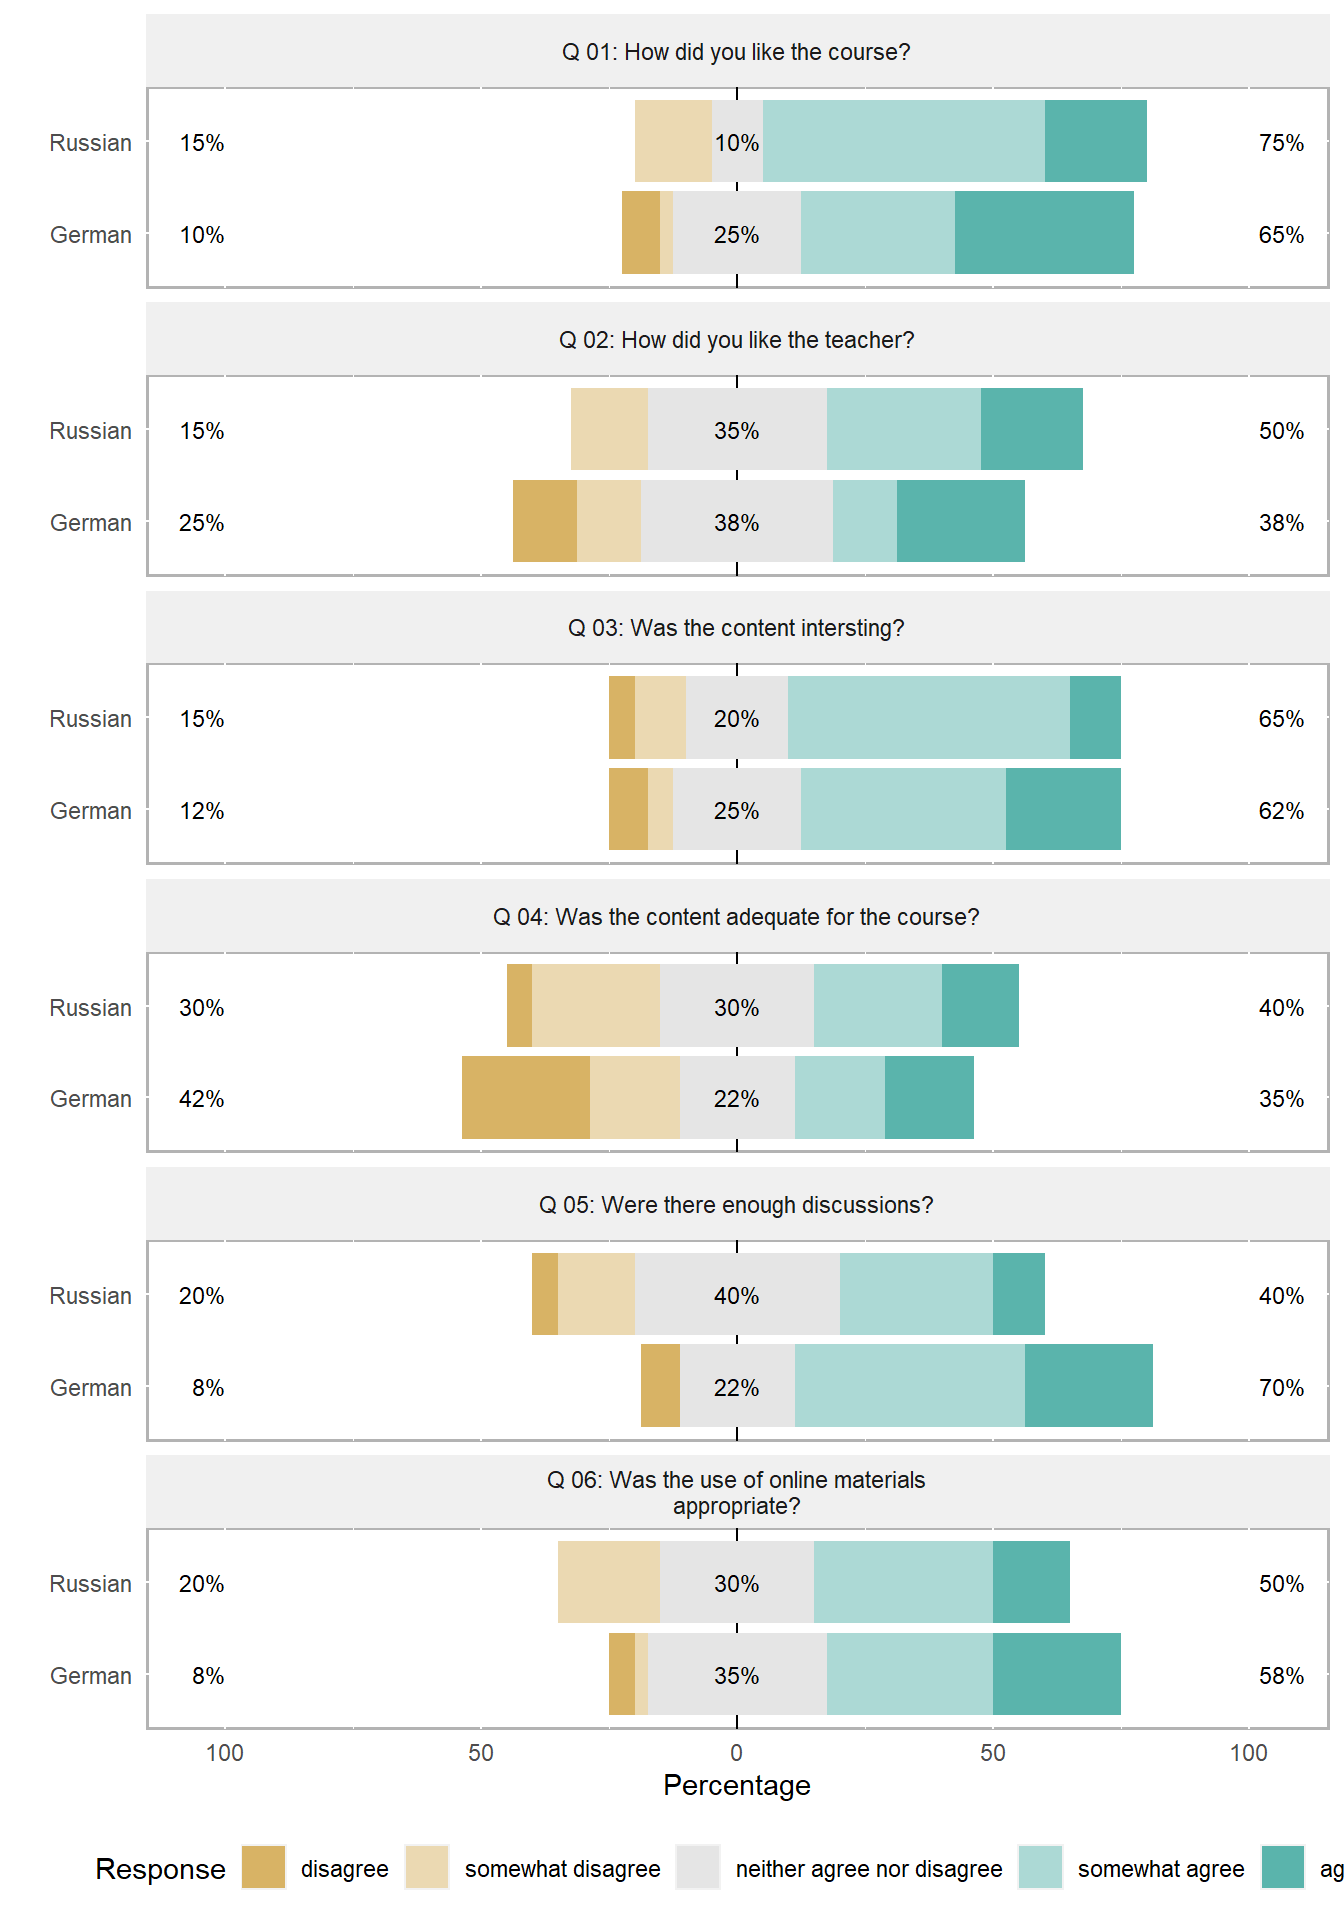 Q 01: How did you like the course?
Russian 15% 10% 75%
German 10% 25% 65%
Q 02: How did you like the teacher?
Russian 15% 35% 50%
German 25% 38% 38%
Q 03: Was the content intersting?
Russian 15% 20% 65%
German 12% 25% 62%
Q 04: Was the content adequate for the course?
Russian 30% 30% 40%
German 42% 22% 35%
Q 05: Were there enough discussions?
Russian 20% 40% 40%
German 8% 22% 70%
Q 06: Was the use of online materials
appropriate?
Russian 20% 30% 50%
German 8% 35% 58%
100 50 0 50 100
Percentage
Response disagree somewhat disagree neither agree nor disagree somewhat agree